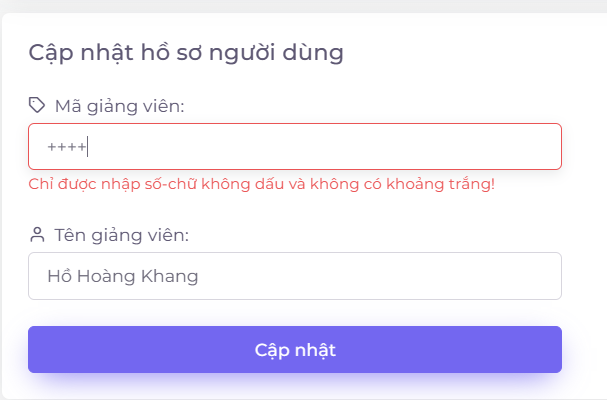 Cập nhật hồ sơ người dùng
Mã giảng viên:
++++
Chỉ được nhập số-chữ không dấu và không có khoảng trắng!
Tên giảng viên:
Hồ Hoàng Khang
Cập nhật